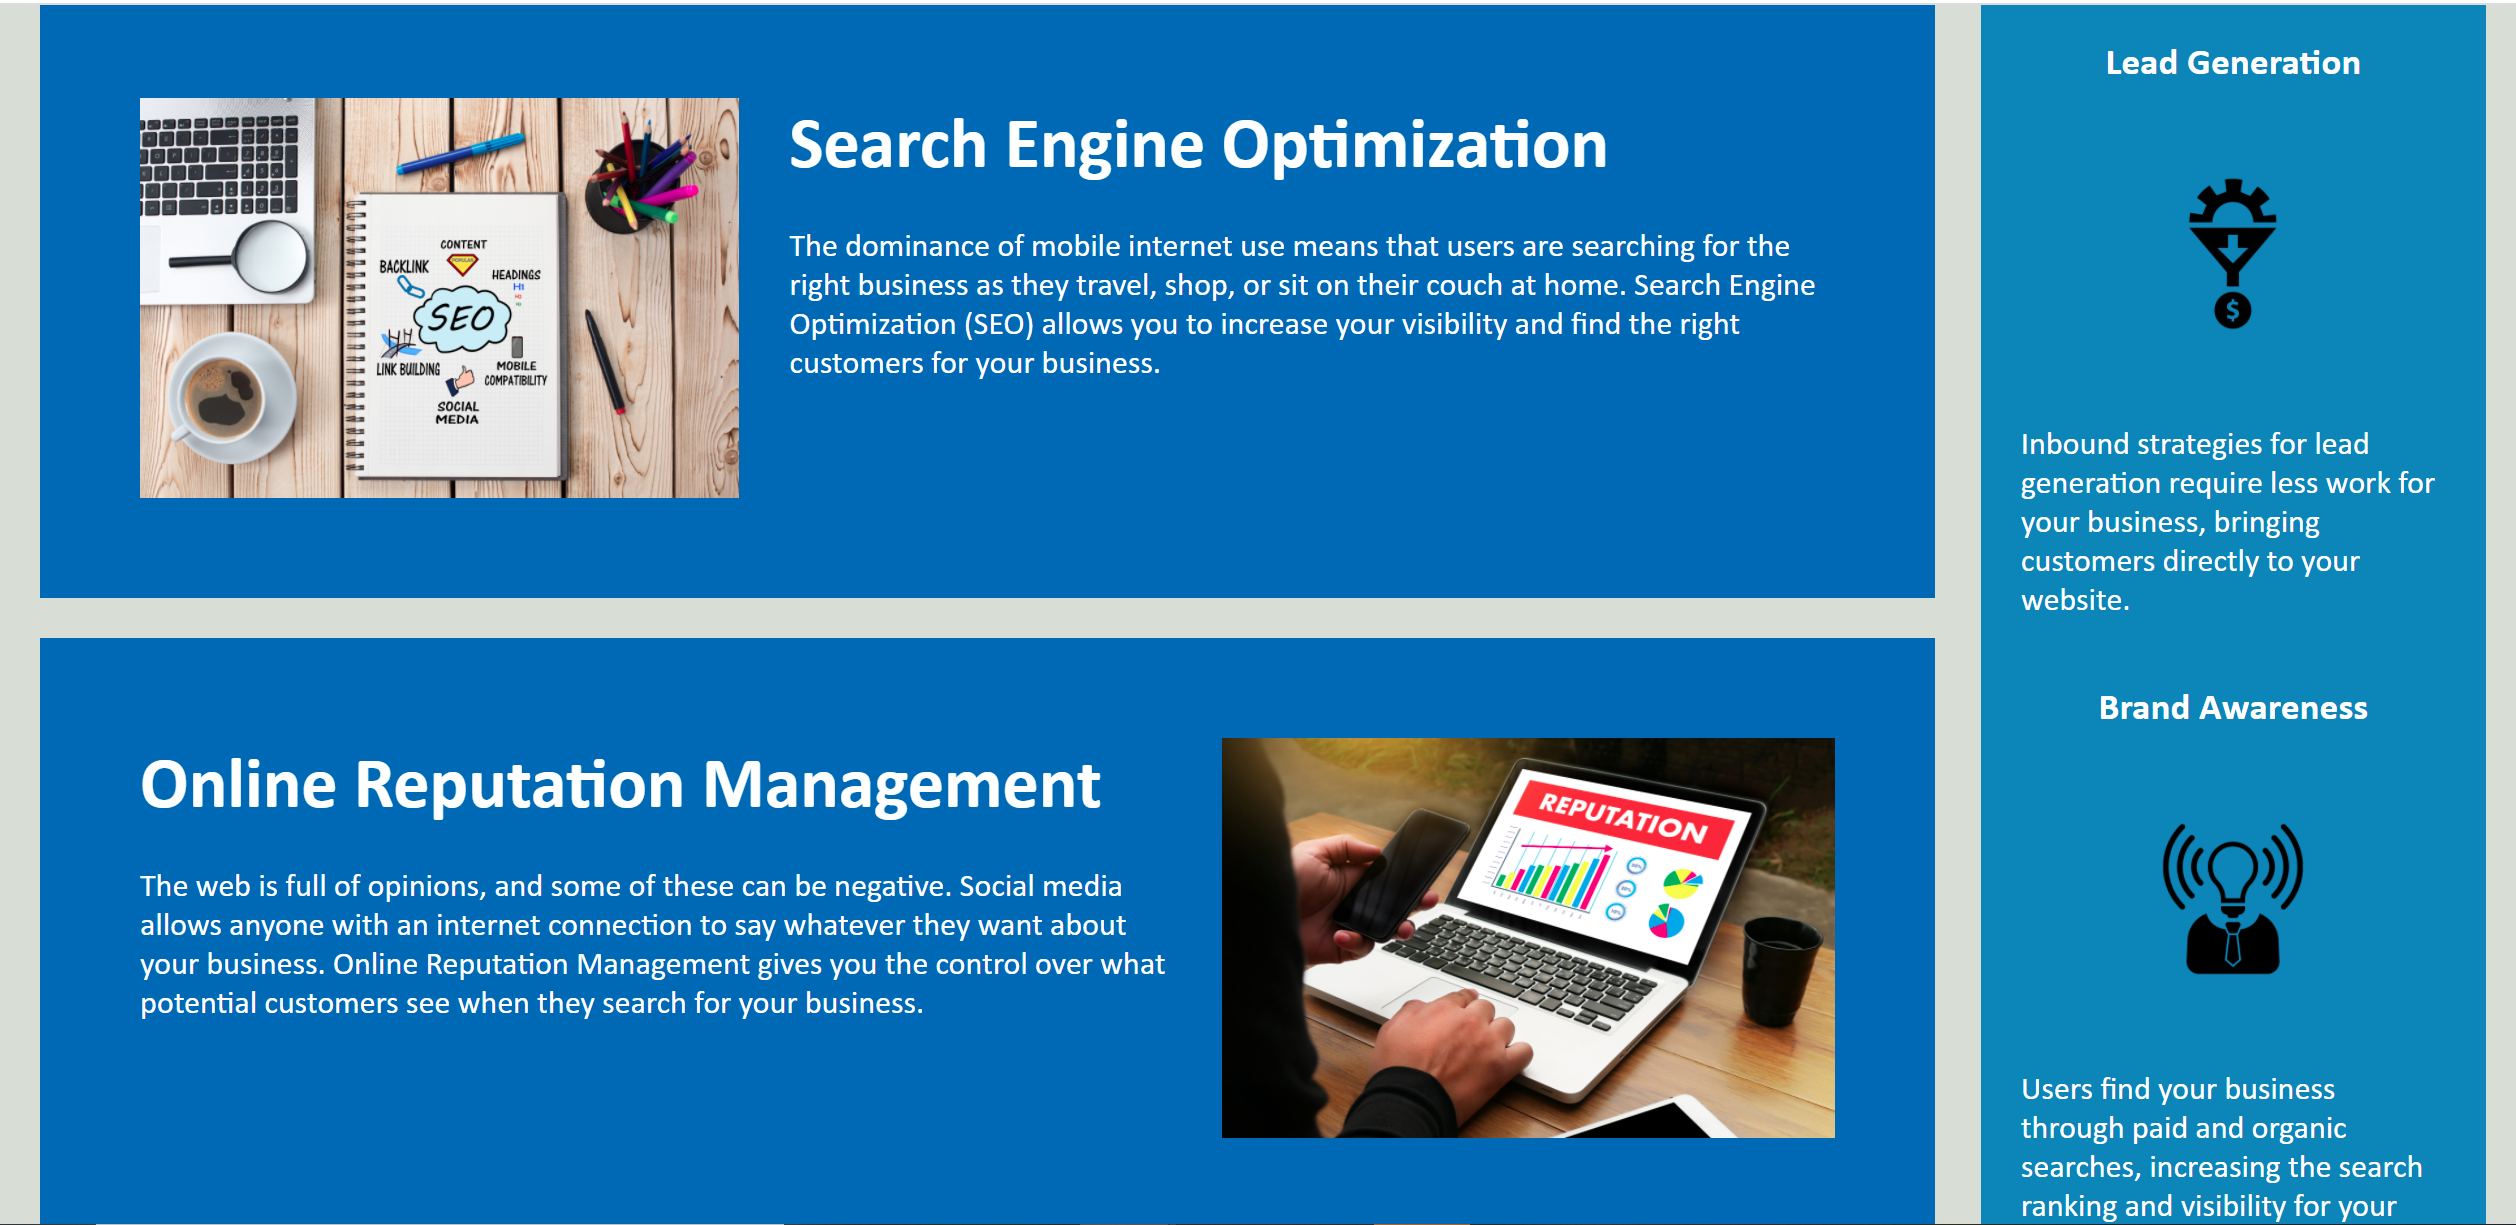 Search Engine Optimization
The dominance of mobile internet use means that users are searching for the
right business as they travel, shop, or sit on their couch at home. Search Engine
Optimization (SEO) allows you to increase your visibility and find the right
customers for your business.
CONTENT
POPULAR
BACKLINK
HEADINGS
H1
H2
H3
SEO
LINK BUILDING
MOBILE
COMPATIBILITY
SOCIAL
MEDIA
Online Reputation Management
The web is full of opinions, and some of these can be negative. Social media
allows anyone with an internet connection to say whatever they want about
your business. Online Reputation Management gives you the control over what
potential customers see when they search for your business.
REPUTATION
Lead Generation
$
Inbound strategies for lead
generation require less work for
your business, bringing
customers directly to your
website.
Brand Awareness
Users find your business
through paid and organic
searches, increasing the search
ranking and visibility for your